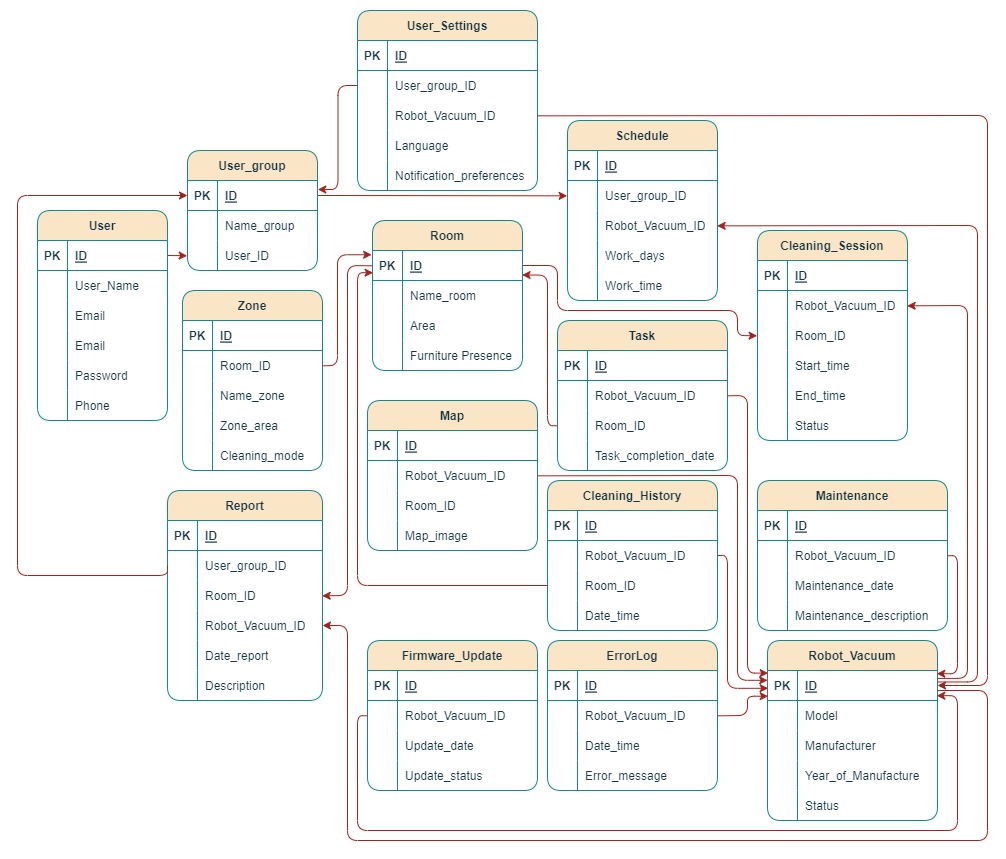 User_Settings
PK ID
User_group_ID
Robot_Vacuum_ID
Language
Notification_preferences
Schedule
PK ID
User_group_ID
Robot_Vacuum_ID
Work_days
Work_time
User_group
PK ID
Name_group
User_ID
User
PK ID
User_Name
Email
Email
Password
Phone
Room
PK ID
Name_room
Area
Furniture Presence
Cleaning_Session
PK ID
Robot_Vacuum_ID
Room_ID
Start_time
End_time
Status
Zone
PK ID
Room_ID
Name_zone
Zone_area
Cleaning_mode
Task
PK ID
Robot_Vacuum_ID
Room_ID
Task_completion_date
Map
PK ID
Robot_Vacuum_ID
Room_ID
Map_image
Report
PK ID
User_group_ID
Room_ID
Robot_Vacuum_ID
Date_report
Description
Cleaning_History
PK ID
Robot_Vacuum_ID
Room_ID
Date_time
Maintenance
PK ID
Robot_Vacuum_ID
Maintenance_date
Maintenance_description
Firmware_Update
PK ID
Robot_Vacuum_ID
Update_date
Update_status
ErrorLog
PK ID
Robot_Vacuum_ID
Date_time
Error_message
Robot_Vacuum
PK ID
Model
Manufacturer
Year_of_Manufacture
Status